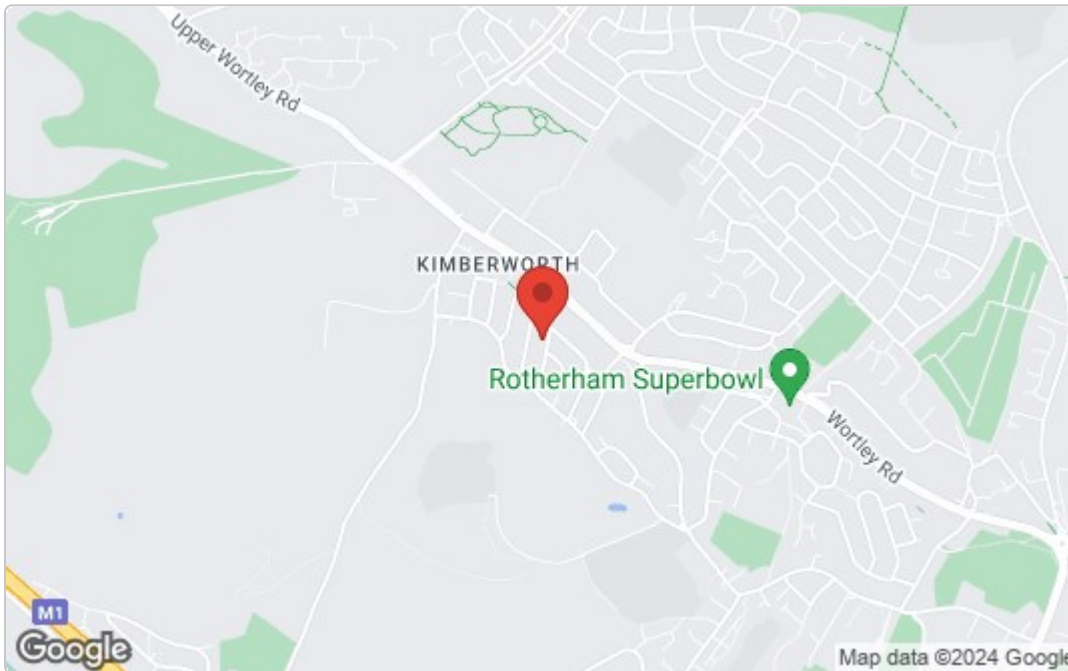 Upper Wortley Rd
KIMBERWORTH
Rotherham Superbowl
Wortley Rd
M1
Google
Map data ©2024 Google